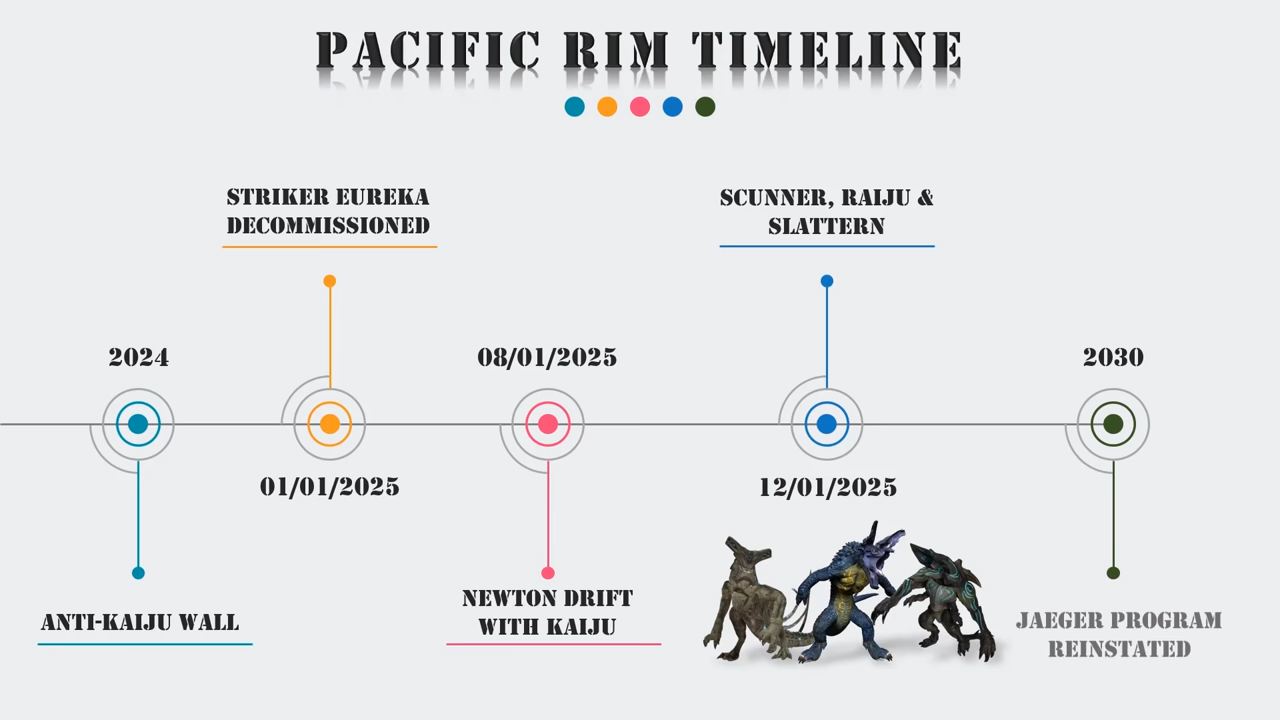 PACIFIC RIM TIMELINE
STRIKER EUREKA
DECOMMISSIONED
SCUNNER, RAIJU &
SLATTERN
2024
08/01/2025
2030
01/01/2025
12/01/2025
ANTI-KAIJU WALL
NEWTON DRIFT
WITH KAIJU
JAEGER PROGRAM
REINSTATED